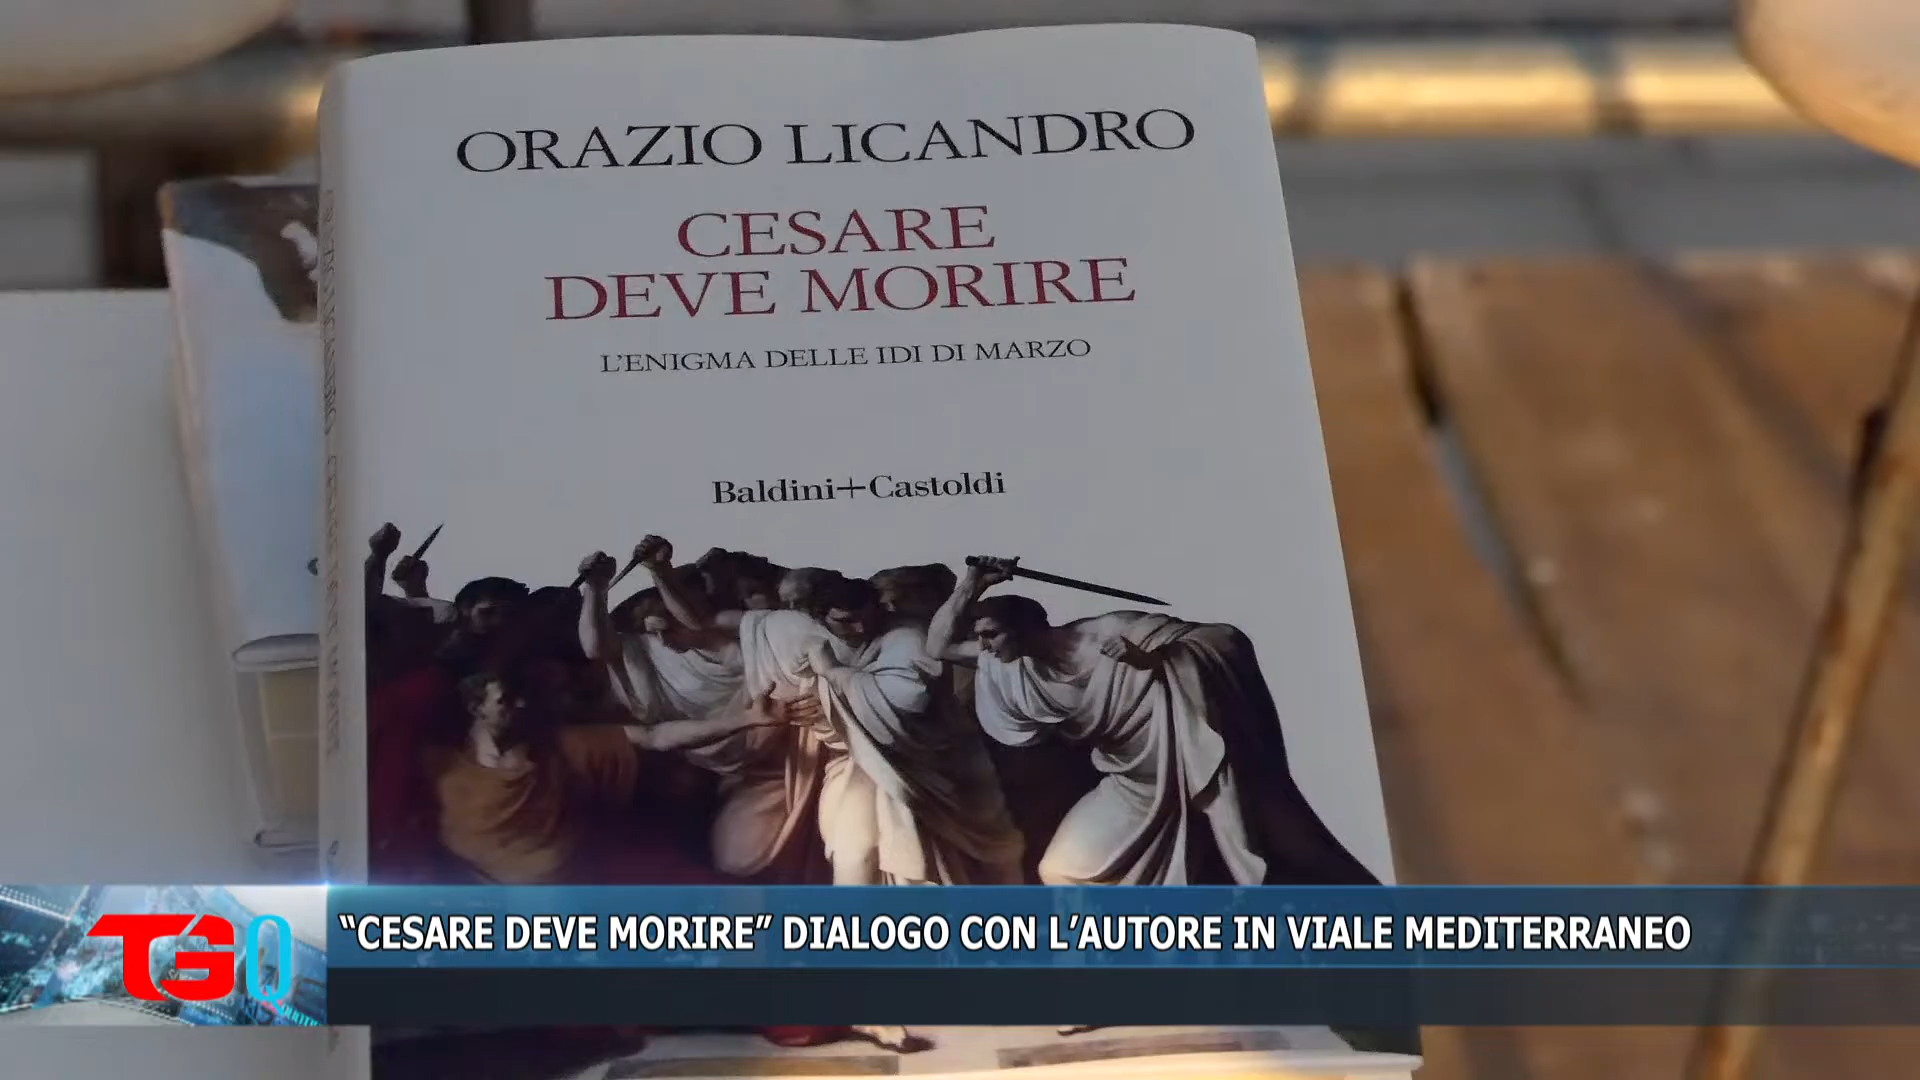 ORAZIO LICANDRO
CESARE
DEVE MORIRE
L'ENIGMA DELLE IDI DI MARZO
Baldini+Castoldi
TGQ
“CESARE DEVE MORIRE” DIALOGO CON L’AUTORE IN VIALE MEDITERRANEO